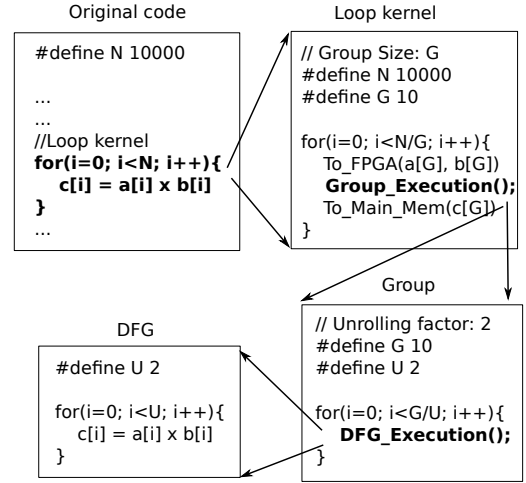 Original code
#define N 10000
...
...
//Loop kernel
for(i=0; i<N; i++){
c[i] = a[i] x b[i]
}
...
Loop kernel
// Group Size: G
#define N 10000
#define G 10
for(i=0; i<N/G; i++){
To_FPGA(a[G], b[G])
Group_Execution();
To_Main_Mem(c[G])
}
Group
// Unrolling factor: 2
#define G 10
#define U 2
for(i=0; i<G/U; i++){
DFG_Execution();
}
DFG
#define U 2
for(i=0; i<U; i++){
c[i] = a[i] x b[i]
}